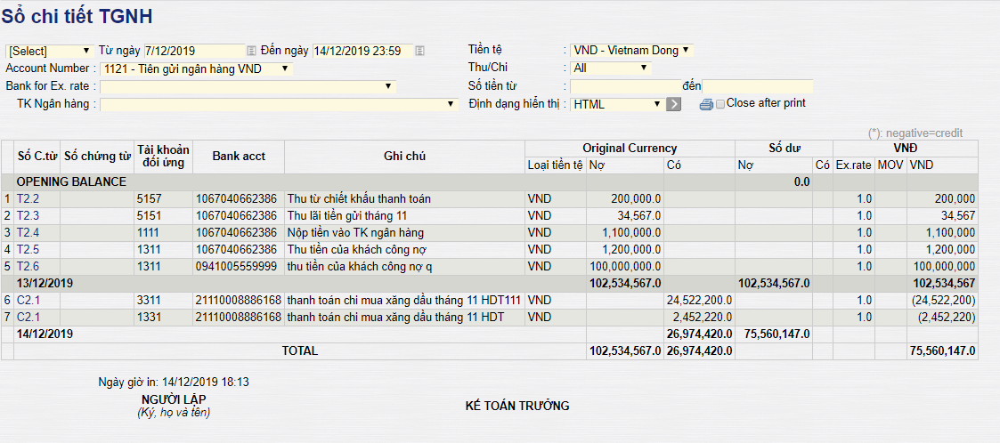 Sổ chi tiết TGNH
[Select] Từ ngày 7/12/2019 Đến ngày 14/12/2019 23:59 Tiền tệ : VND - Vietnam Dong
Account Number : 1121 - Tiền gửi ngân hàng VND Thu/Chi : All
Bank for Ex. rate : Số tiền từ : đến
TK Ngân hàng : Định dạng hiển thị : HTML Close after print
(*): negative=credit
Số C.từ Số chứng từ Tài khoản đối ứng Bank acct Ghi chú Original Currency Số dư VNĐ
Loại tiền tệ Nợ Có Nợ Có Ex.rate MOV VND
OPENING BALANCE 0.0
1 T2.2 5157 1067040662386 Thu từ chiết khấu thanh toán VND 200,000.0 1.0 200,000
2 T2.3 5151 1067040662386 Thu lãi tiền gửi tháng 11 VND 34,567.0 1.0 34,567
3 T2.4 1111 1067040662386 Nộp tiền vào TK ngân hàng VND 1,100,000.0 1.0 1,100,000
4 T2.5 1311 1067040662386 Thu tiền của khách công nợ VND 1,200,000.0 1.0 1,200,000
5 T2.6 1311 0941005559999 thu tiền của khách công nợ q VND 100,000,000.0 1.0 100,000,000
13/12/2019 102,534,567.0 102,534,567.0 102,534,567
6 C2.1 3311 21110008886168 thanh toán chi mua xăng dầu tháng 11 HDT111 VND 24,522,200.0 1.0 (24,522,200)
7 C2.1 1331 21110008886168 thanh toán chi mua xăng dầu tháng 11 HDT VND 2,452,220.0 1.0 (2,452,220)
14/12/2019 26,974,420.0 75,560,147.0
TOTAL 102,534,567.0 26,974,420.0 75,560,147.0
Ngày giờ in: 14/12/2019 18:13
NGƯỜI LẬP
(Ký, họ và tên)
KẾ TOÁN TRƯỞNG